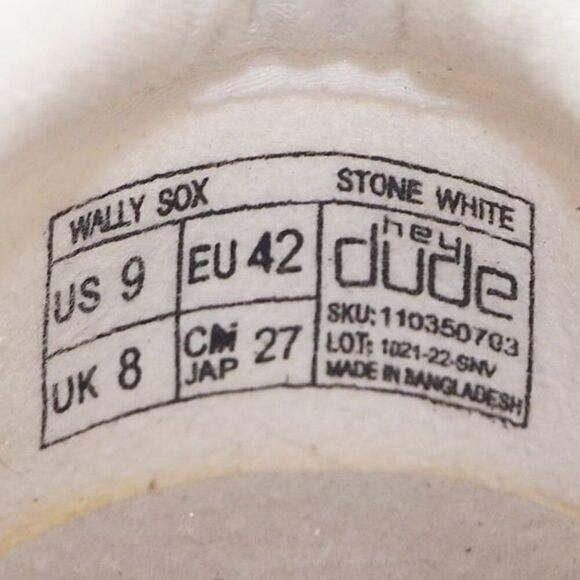 WALLY SOX STONE WHITE
US 9 EU 42
hey
dude
UK 8 CM
JAP 27
SKU: 110350703
LOT: 1021-22-SNV
MADE IN BANGLADESH